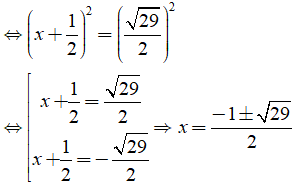 ⇔ (x + 1/2)² = (√29/2)²
⇔ [ x + 1/2 = √29/2
x + 1/2 = −√29/2 ⇒ x = (−1 ± √29)/2